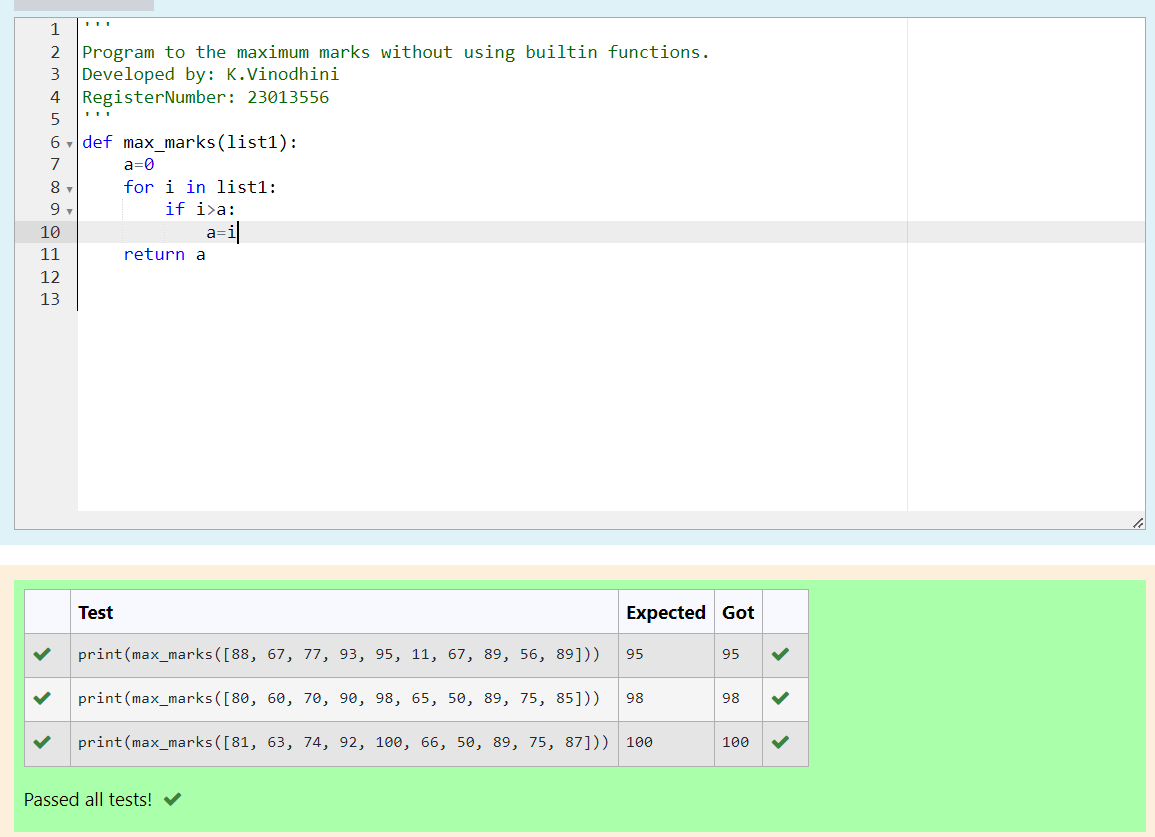 1 '''
2 Program to the maximum marks without using builtin functions.
3 Developed by: K.Vinodhini
4 RegisterNumber: 23013556
5 '''
6 def max_marks(list1):
7     a=0
8     for i in list1:
9         if i>a:
10             a=i
11     return a
12
13
Test Expected Got
print(max_marks([88, 67, 77, 93, 95, 11, 67, 89, 56, 89])) 95 95
print(max_marks([80, 60, 70, 90, 98, 65, 50, 89, 75, 85])) 98 98
print(max_marks([81, 63, 74, 92, 100, 66, 50, 89, 75, 87])) 100 100
Passed all tests!